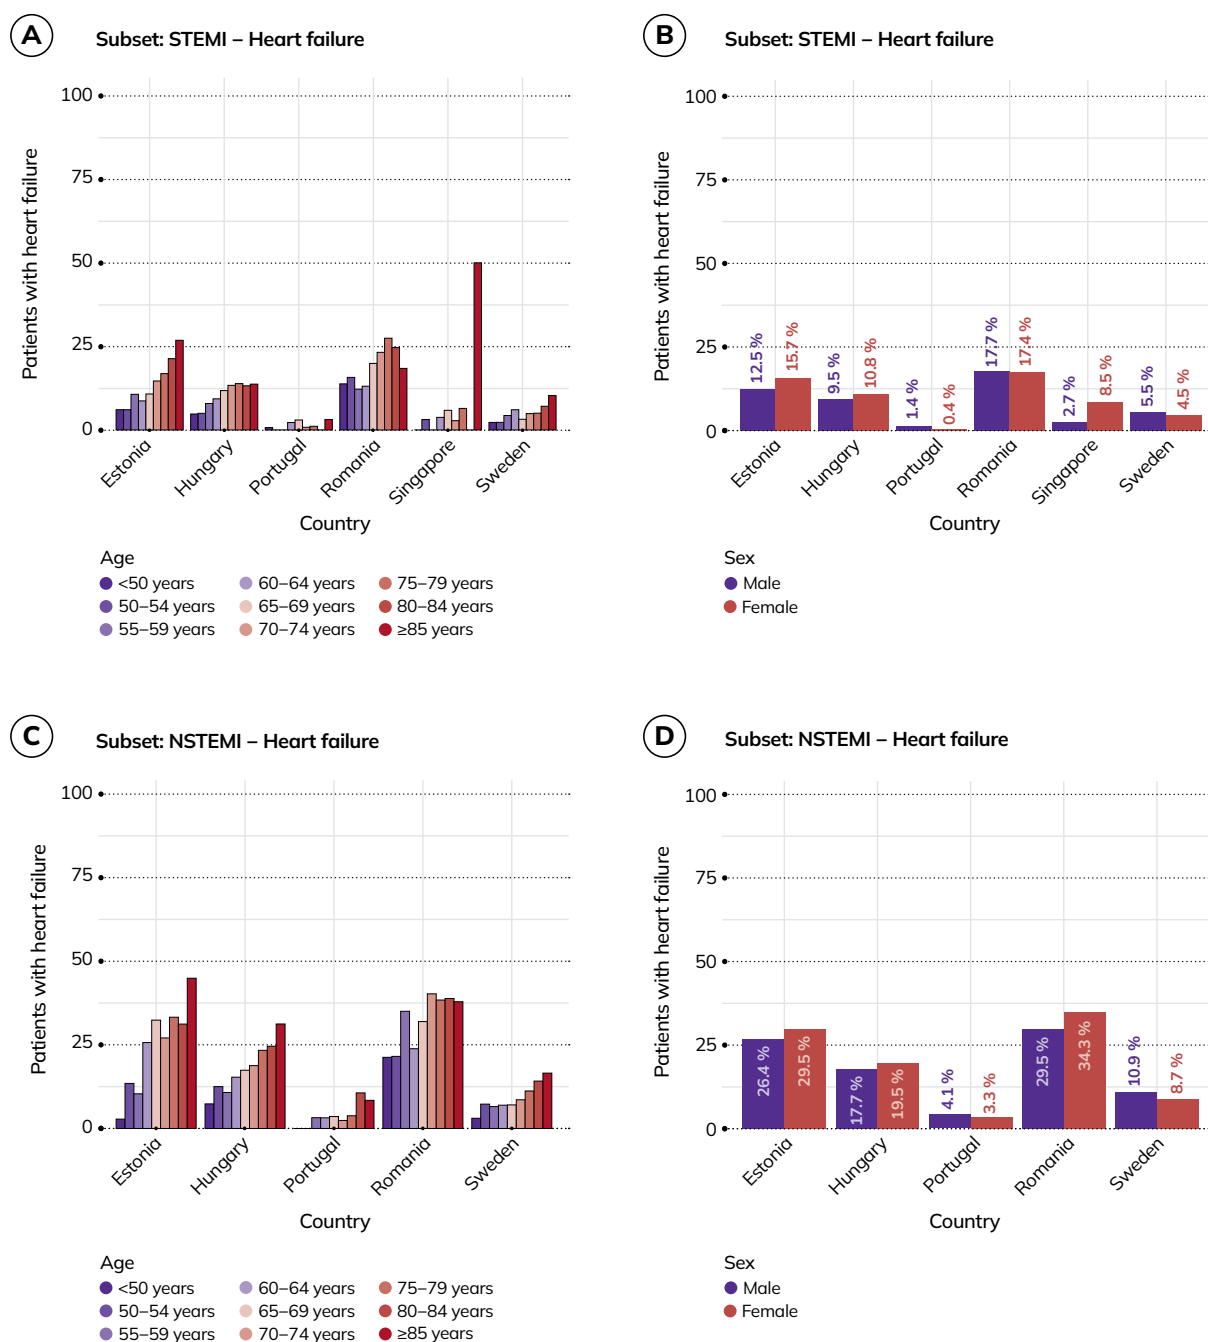 A
Subset: STEMI – Heart failure
100
75
50
25
0
Patients with heart failure
Estonia
Hungary
Portugal
Romania
Singapore
Sweden
Country
Age
<50 years
60–64 years
75–79 years
50–54 years
65–69 years
80–84 years
55–59 years
70–74 years
≥85 years
B
Subset: STEMI – Heart failure
100
75
50
25
0
Patients with heart failure
12.5 %
15.7 %
9.5 %
10.8 %
1.4 %
0.4 %
17.7 %
17.4 %
2.7 %
8.5 %
5.5 %
4.5 %
Estonia
Hungary
Portugal
Romania
Singapore
Sweden
Country
Sex
Male
Female
C
Subset: NSTEMI – Heart failure
100
75
50
25
0
Patients with heart failure
Estonia
Hungary
Portugal
Romania
Sweden
Country
Age
<50 years
60–64 years
75–79 years
50–54 years
65–69 years
80–84 years
55–59 years
70–74 years
≥85 years
D
Subset: NSTEMI – Heart failure
100
75
50
25
0
Patients with heart failure
26.4 %
29.5 %
17.7 %
19.5 %
4.1 %
3.3 %
29.5 %
34.3 %
10.9 %
8.7 %
Estonia
Hungary
Portugal
Romania
Sweden
Country
Sex
Male
Female